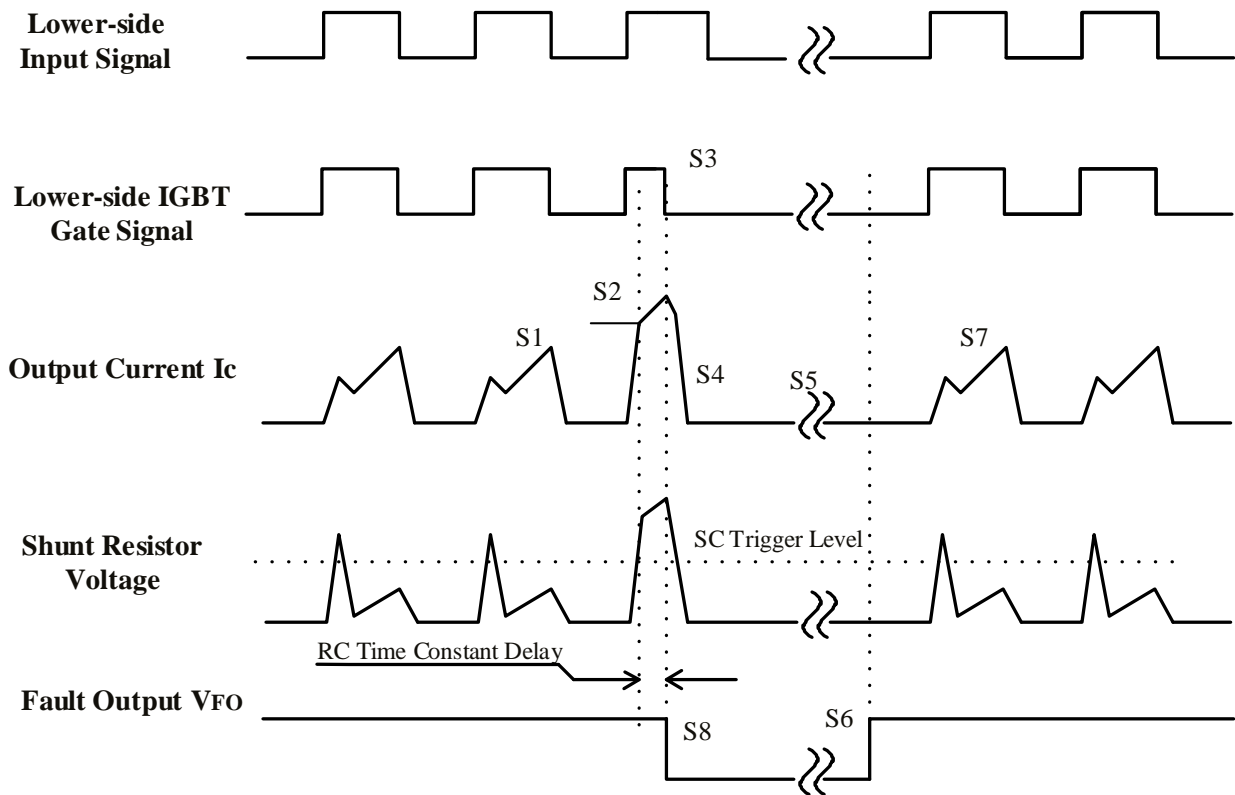 Lower-side
Input Signal
Lower-side IGBT
Gate Signal
S3
S2
Output Current Ic
S1
S4
S5
S7
Shunt Resistor
Voltage
SC Trigger Level
RC Time Constant Delay
Fault Output VFO
S8
S6